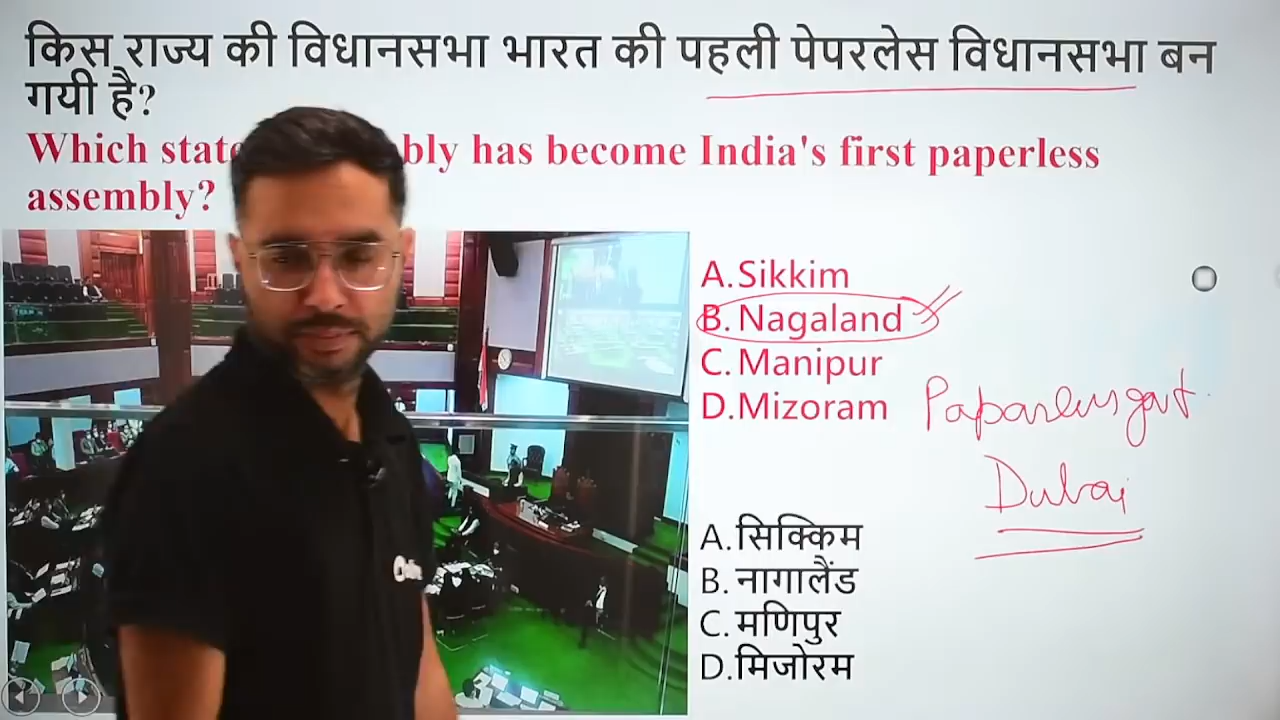 किस राज्य की विधानसभा भारत की पहली पेपरलेस विधानसभा बन
गयी है?
Which state bly has become India's first paperless
assembly?
A. Sikkim
B. Nagaland
C. Manipur
D. Mizoram
Dubai
A. सिक्किम
B. नागालैंड
C. मणिपुर
D. मिजोरम